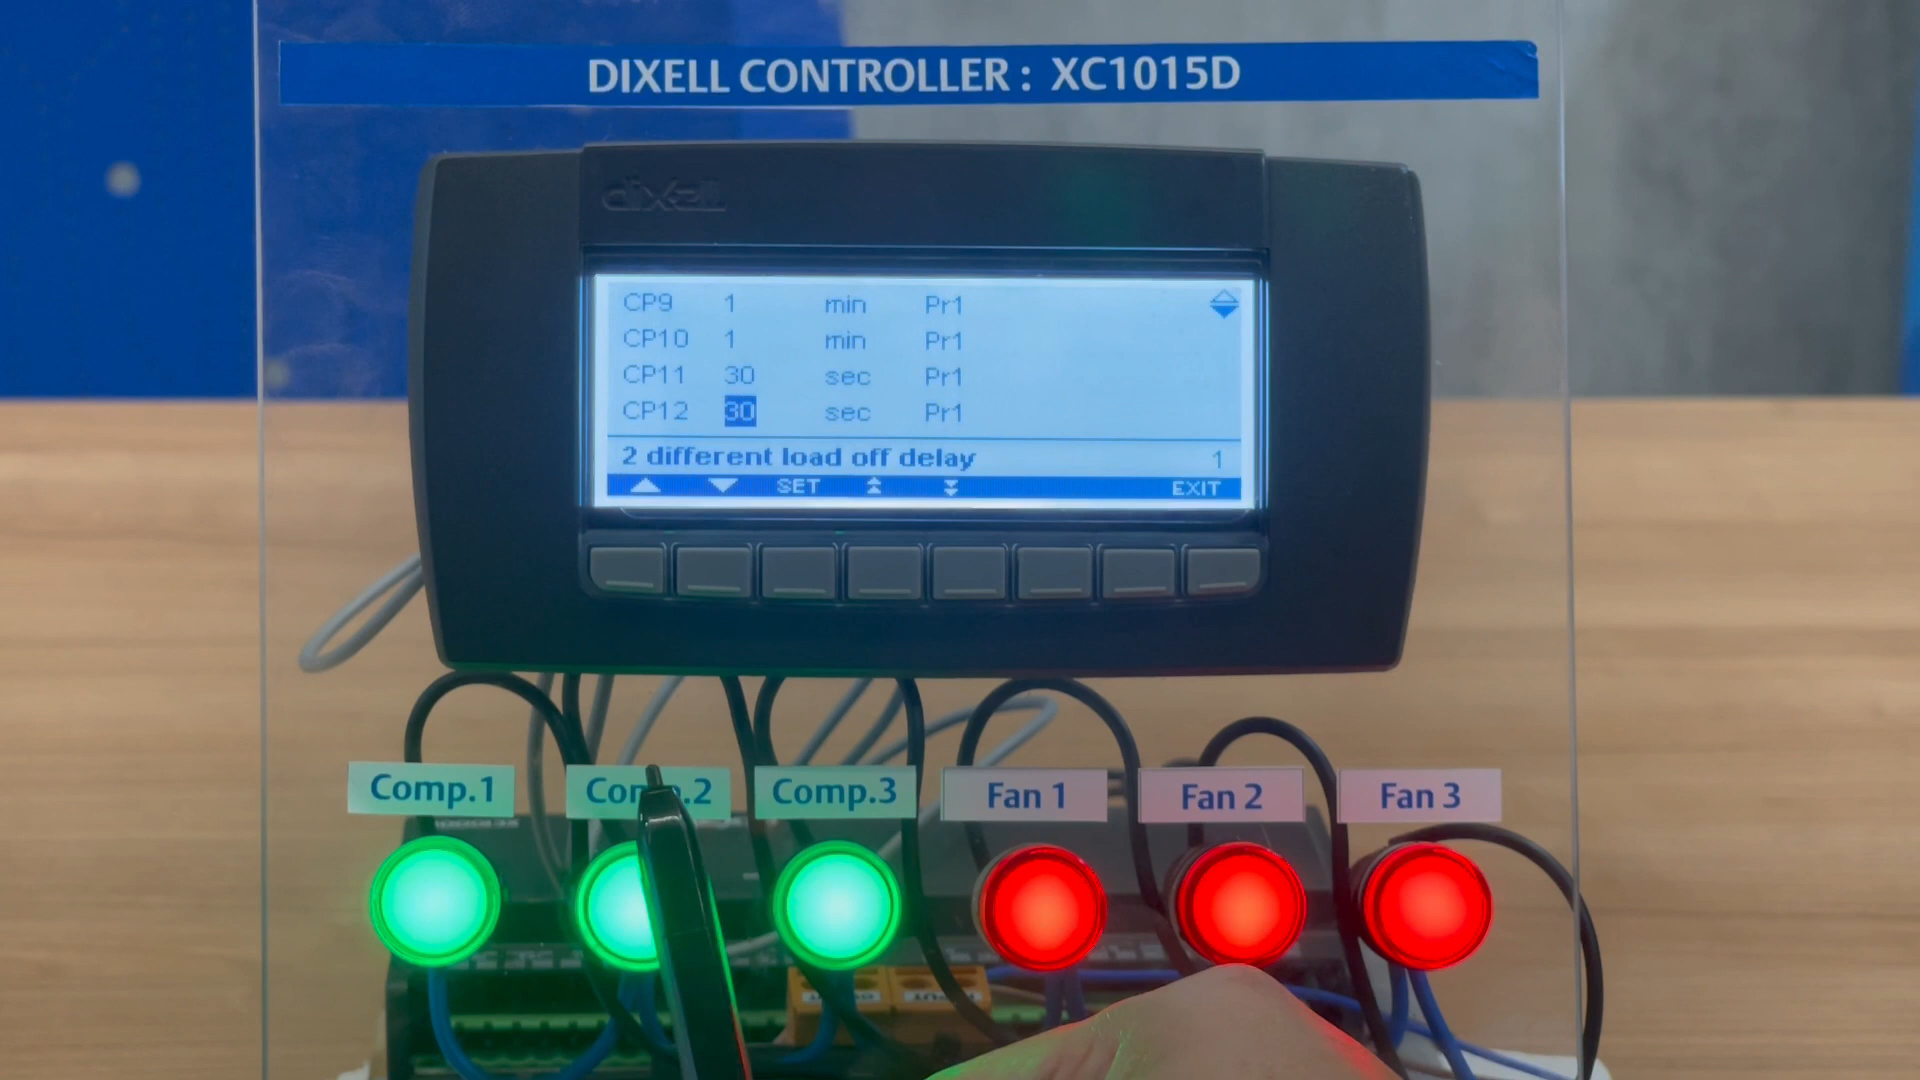 DIXELL CONTROLLER : XC1015D
dixell
CP9 1 min Pr1
CP10 1 min Pr1
CP11 30 sec Pr1
CP12 30 sec Pr1
2 different load off delay 1
SET EXIT
Comp.1 Comp.2 Comp.3 Fan 1 Fan 2 Fan 3